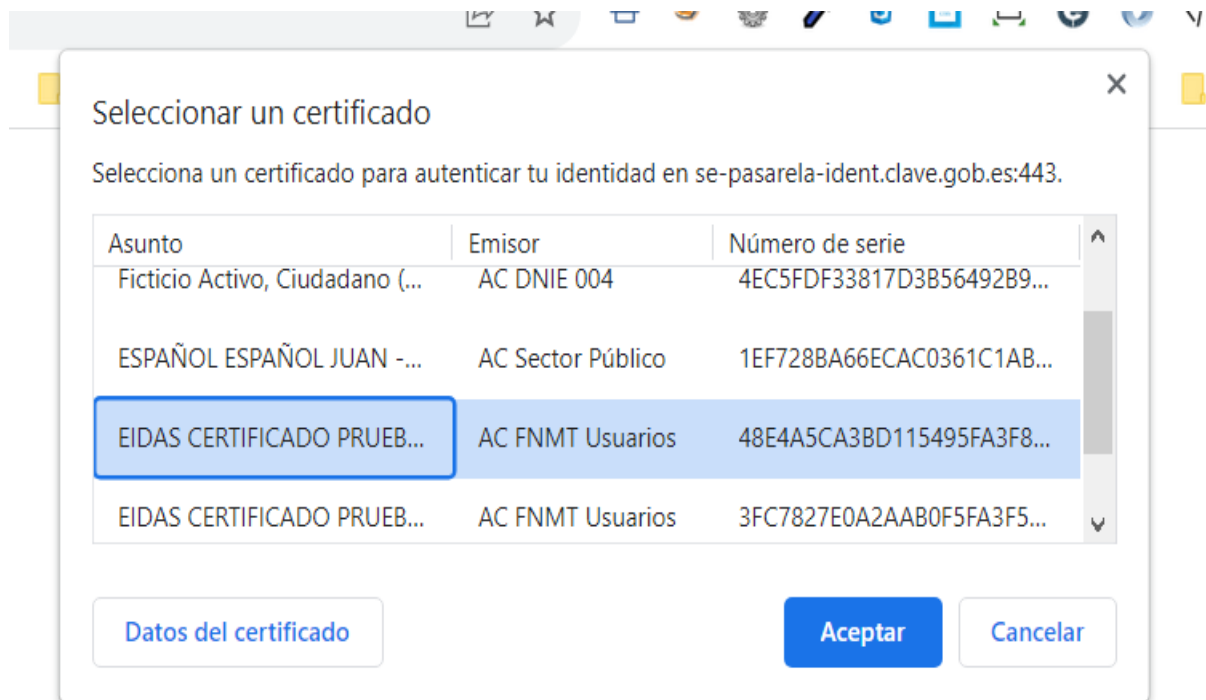 Seleccionar un certificado
Selecciona un certificado para autenticar tu identidad en se-pasarela-ident.clave.gob.es:443.
Asunto Emisor Número de serie
Ficticio Activo, Ciudadano (... AC DNIE 004 4EC5FDF33817D3B56492B9...
ESPAÑOL ESPAÑOL JUAN -... AC Sector Público 1EF728BA66ECAC0361C1AB...
EIDAS CERTIFICADO PRUEB... AC FNMT Usuarios 48E4A5CA3BD115495FA3F8...
EIDAS CERTIFICADO PRUEB... AC FNMT Usuarios 3FC7827E0A2AAB0F5FA3F5...
Datos del certificado Aceptar Cancelar